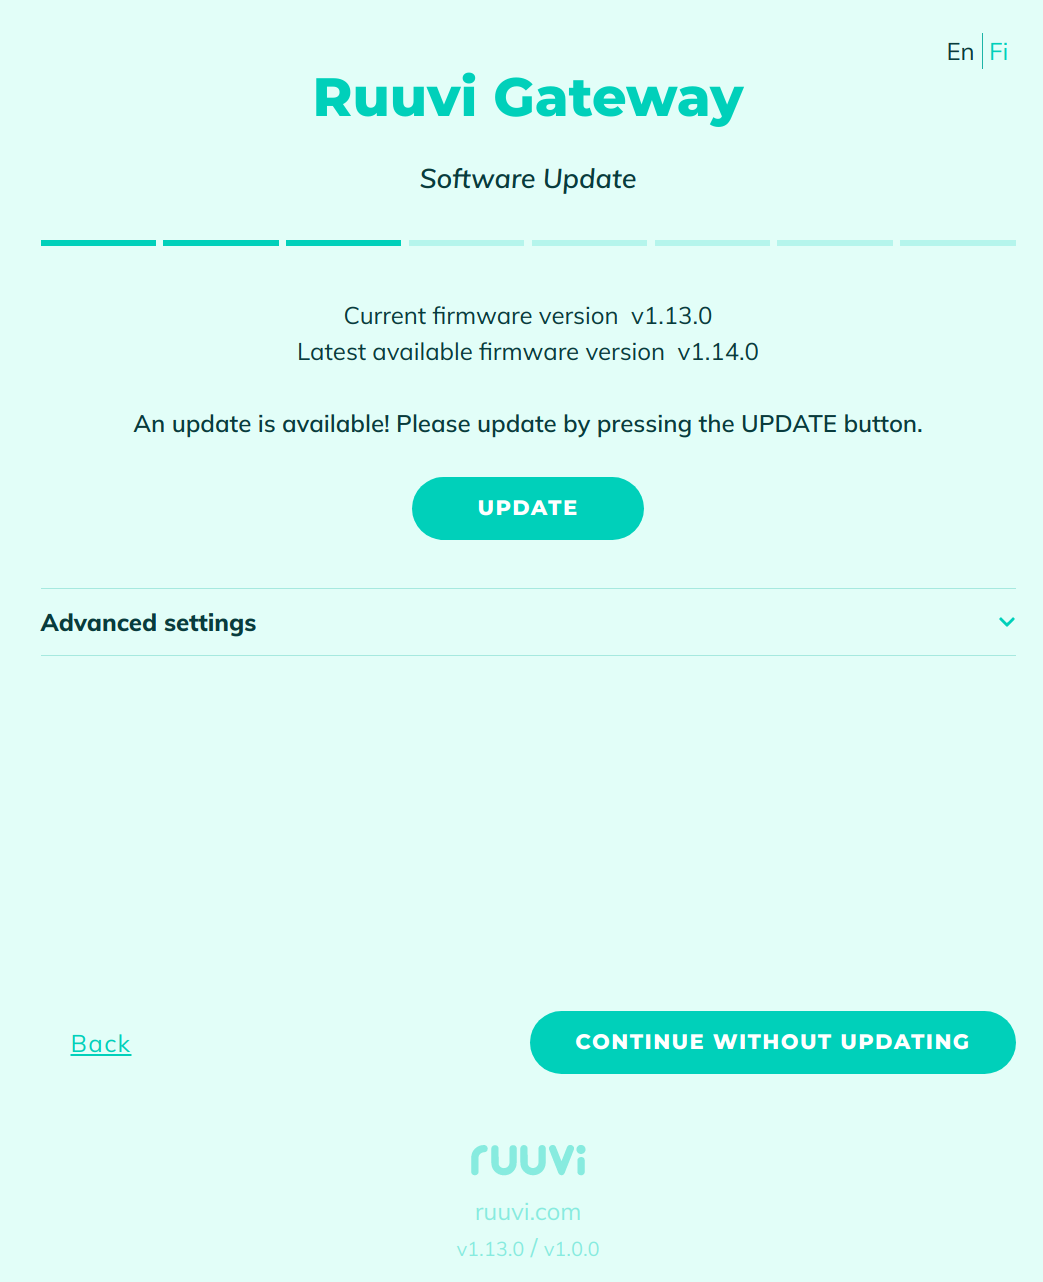 En Fi
Ruuvi Gateway
Software Update
Current firmware version v1.13.0
Latest available firmware version v1.14.0
An update is available! Please update by pressing the UPDATE button.
UPDATE
Advanced settings
Back
CONTINUE WITHOUT UPDATING
ruuvi
ruuvi.com
v1.13.0 / v1.0.0